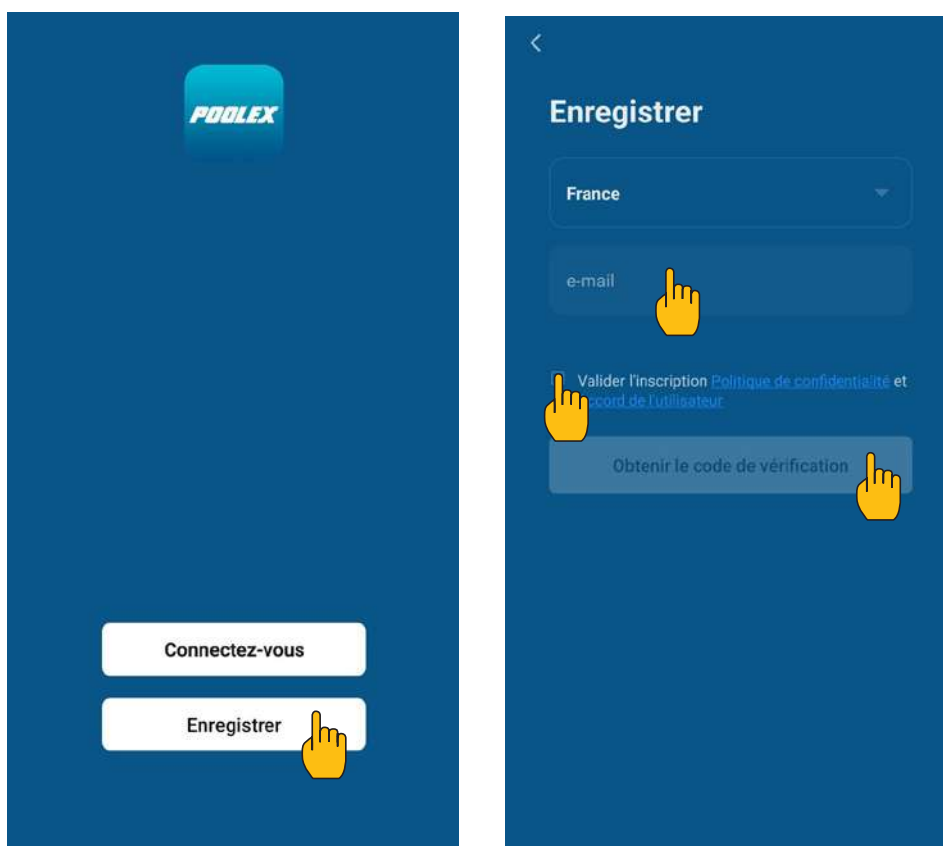 POOLEX
Connectez-vous
Enregistrer
Enregistrer
France
e-mail
Valider l'inscription Politique de confidentialité et
ccord de l'utilisateur
Obtenir le code de vérification